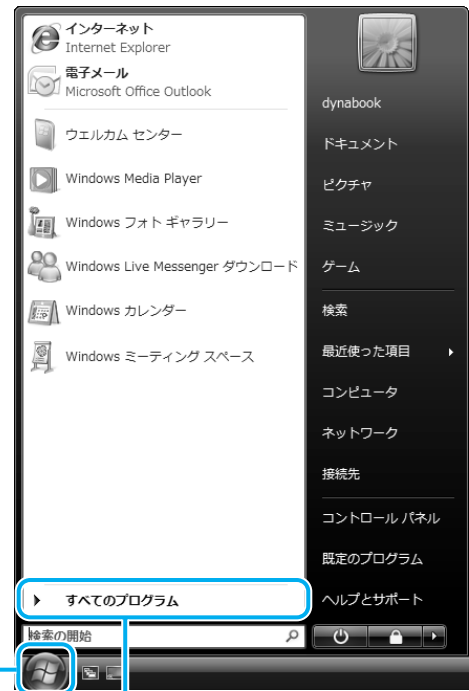 インターネット
Internet Explorer
電子メール
Microsoft Office Outlook
ウェルカム センター
Windows Media Player
Windows フォト ギャラリー
Windows Live Messenger ダウンロード
Windows カレンダー
Windows ミーティング スペース
すべてのプログラム
検索の開始
dynabook
ドキュメント
ピクチャ
ミュージック
ゲーム
検索
最近使った項目
コンピュータ
ネットワーク
接続先
コントロール パネル
既定のプログラム
ヘルプとサポート